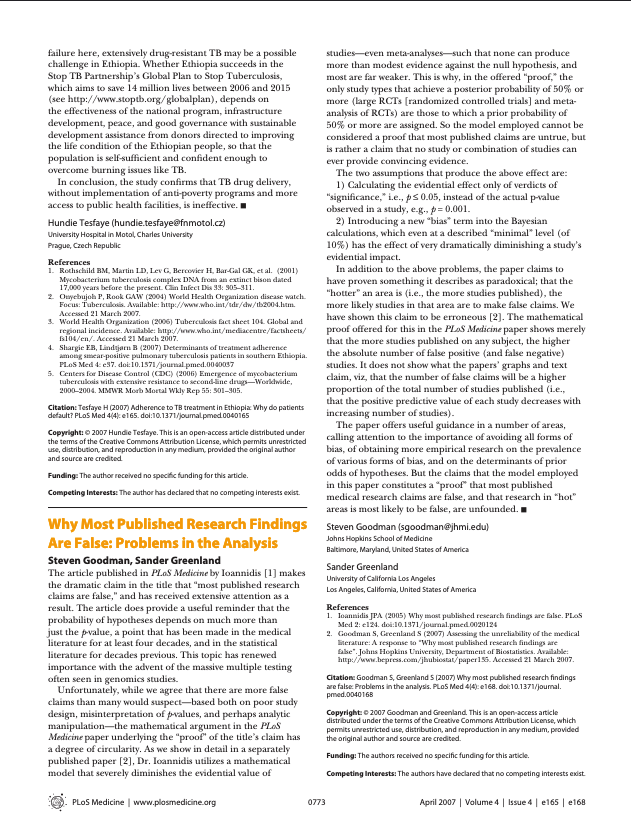 failure here, extensively drug-resistant TB may be a possible
challenge in Ethiopia. Whether Ethiopia succeeds in the
Stop TB Partnership's Global Plan to Stop Tuberculosis,
which aims to save 14 million lives between 2006 and 2015
(see http://www.stoptb.org/globalplan), depends on
the effectiveness of the national program, infrastructure
development, peace, and good governance with sustainable
development assistance from donors directed to improving
the life condition of the Ethiopian people, so that the
population is self-sufficient and confident enough to
overcome burning issues like TB.
In conclusion, the study confirms that TB drug delivery,
without implementation of anti-poverty programs and more
access to public health facilities, is ineffective. ■
Hundie Tesfaye (hundie.tesfaye@fnmotol.cz)
University Hospital in Motol, Charles University
Prague, Czech Republic
References
1. Rothschild BM, Martin LD, Lev G, Bercovier H, Bar-Gal GK, et al. (2001)
Mycobacterium tuberculosis complex DNA from an extinct bison dated
17,000 years before the present. Clin Infect Dis 33: 305–311.
2. Onyebujoh P, Rook GAW (2004) World Health Organization disease watch.
Focus: Tuberculosis. Available: http://www.who.int/tdr/dw/tb2004.htm.
Accessed 21 March 2007.
3. World Health Organization (2006) Tuberculosis fact sheet 104. Global and
regional incidence. Available: http://www.who.int/mediacentre/factsheets/
fs104/en/. Accessed 21 March 2007.
4. Shargie EB, Lindtjørn B (2007) Determinants of treatment adherence
among smear-positive pulmonary tuberculosis patients in southern Ethiopia.
PLoS Med 4: e37. doi:10.1371/journal.pmed.0040037
5. Centers for Disease Control (CDC) (2006) Emergence of mycobacterium
tuberculosis with extensive resistance to second-line drugs—Worldwide,
2000–2004. MMWR Morb Mortal Wkly Rep 55: 301–305.
Citation: Tesfaye H (2007) Adherence to TB treatment in Ethiopia: Why do patients
default? PLoS Med 4(4): e165. doi:10.1371/journal.pmed.0040165
Copyright: © 2007 Hundie Tesfaye. This is an open-access article distributed under
the terms of the Creative Commons Attribution License, which permits unrestricted
use, distribution, and reproduction in any medium, provided the original author
and source are credited.
Funding: The author received no specific funding for this article.
Competing Interests: The author has declared that no competing interests exist.
Why Most Published Research Findings
Are False: Problems in the Analysis
Steven Goodman, Sander Greenland
The article published in PLoS Medicine by Ioannidis [1] makes
the dramatic claim in the title that “most published research
claims are false,” and has received extensive attention as a
result. The article does provide a useful reminder that the
probability of hypotheses depends on much more than
just the p-value, a point that has been made in the medical
literature for at least four decades, and in the statistical
literature for decades previous. This topic has renewed
importance with the advent of the massive multiple testing
often seen in genomics studies.
Unfortunately, while we agree that there are more false
claims than many would suspect—based both on poor study
design, misinterpretation of p-values, and perhaps analytic
manipulation—the mathematical argument in the PLoS
Medicine paper underlying the “proof” of the title's claim has
a degree of circularity. As we show in detail in a separately
published paper [2], Dr. Ioannidis utilizes a mathematical
model that severely diminishes the evidential value of
studies—even meta-analyses—such that none can produce
more than modest evidence against the null hypothesis, and
most are far weaker. This is why, in the offered “proof,” the
only study types that achieve a posterior probability of 50% or
more (large RCTs [randomized controlled trials] and meta-
analysis of RCTs) are those to which a prior probability of
50% or more are assigned. So the model employed cannot be
considered a proof that most published claims are untrue, but
is rather a claim that no study or combination of studies can
ever provide convincing evidence.
The two assumptions that produce the above effect are:
1) Calculating the evidential effect only of verdicts of
“significance,” i.e., p ≤ 0.05, instead of the actual p-value
observed in a study, e.g., p = 0.001.
2) Introducing a new “bias” term into the Bayesian
calculations, which even at a described “minimal” level (of
10%) has the effect of very dramatically diminishing a study's
evidential impact.
In addition to the above problems, the paper claims to
have proven something it describes as paradoxical; that the
“hotter” an area is (i.e., the more studies published), the
more likely studies in that area are to make false claims. We
have shown this claim to be erroneous [2]. The mathematical
proof offered for this in the PLoS Medicine paper shows merely
that the more studies published on any subject, the higher
the absolute number of false positive (and false negative)
studies. It does not show what the papers' graphs and text
claim, viz, that the number of false claims will be a higher
proportion of the total number of studies published (i.e.,
that the positive predictive value of each study decreases with
increasing number of studies).
The paper offers useful guidance in a number of areas,
calling attention to the importance of avoiding all forms of
bias, of obtaining more empirical research on the prevalence
of various forms of bias, and on the determinants of prior
odds of hypotheses. But the claims that the model employed
in this paper constitutes a “proof” that most published
medical research claims are false, and that research in “hot”
areas is most likely to be false, are unfounded. ■
Steven Goodman (sgoodman@jhmi.edu)
Johns Hopkins School of Medicine
Baltimore, Maryland, United States of America
Sander Greenland
University of California Los Angeles
Los Angeles, California, United States of America
References
1. Ioannidis JPA (2005) Why most published research findings are false. PLoS
Med 2: e124. doi:10.1371/journal.pmed.0020124
2. Goodman S, Greenland S (2007) Assessing the unreliability of the medical
literature: A response to “Why most published research findings are
false”. Johns Hopkins University, Department of Biostatistics. Available:
http://www.bepress.com/jhubiostat/paper135. Accessed 21 March 2007.
Citation: Goodman S, Greenland S (2007) Why most published research findings
are false: Problems in the analysis. PLoS Med 4(4): e168. doi:10.1371/journal.
pmed.0040168
Copyright: © 2007 Goodman and Greenland. This is an open-access article
distributed under the terms of the Creative Commons Attribution License, which
permits unrestricted use, distribution, and reproduction in any medium, provided
the original author and source are credited.
Funding: The authors received no specific funding for this article.
Competing Interests: The authors have declared that no competing interests exist.
PLoS Medicine | www.plosmedicine.org
0773
April 2007 | Volume 4 | Issue 4 | e165 | e168